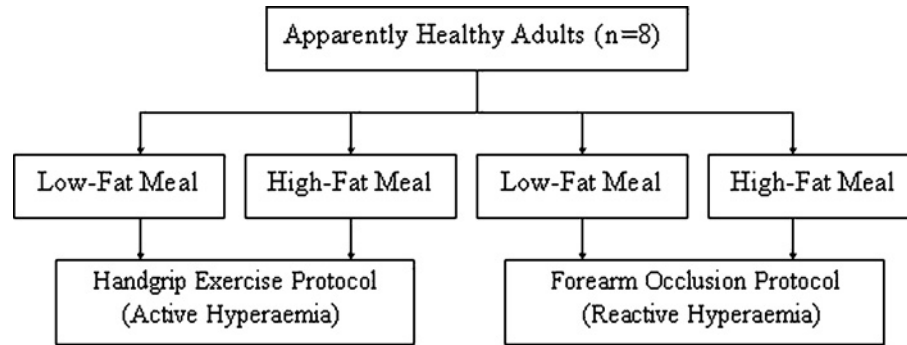 Apparently Healthy Adults (n=8)
Low-Fat Meal
High-Fat Meal
Low-Fat Meal
High-Fat Meal
Handgrip Exercise Protocol
(Active Hyperaemia)
Forearm Occlusion Protocol
(Reactive Hyperaemia)